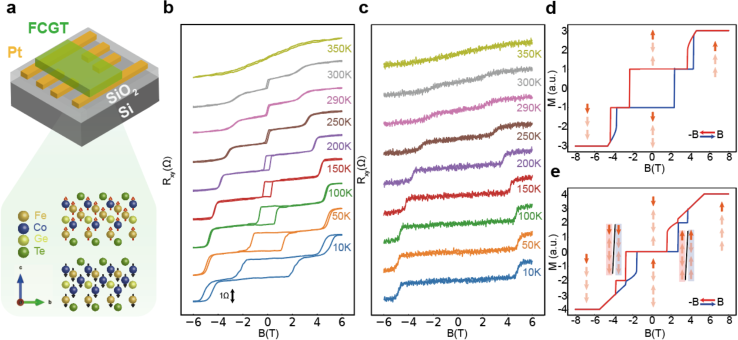 a
FCGT
Pt
SiO2
Si
Fe
Co
Ge
Te
c
b
b
Rxy(Ω)
350K
300K
290K
250K
200K
150K
100K
50K
10K
1Ω
−6 −4 −2 0 2 4 6
B(T)
c
Rxy(Ω)
350K
300K
290K
250K
200K
150K
100K
50K
10K
−6 −4 −2 0 2 4 6
B(T)
d
M (a.u.)
3
2
1
0
-1
-2
-3
-B B
-8 -6 -4 -2 0 2 4 6 8
B(T)
e
M (a.u.)
4
3
2
1
0
-1
-2
-3
-4
-B B
-8 -6 -4 -2 0 2 4 6 8
B(T)